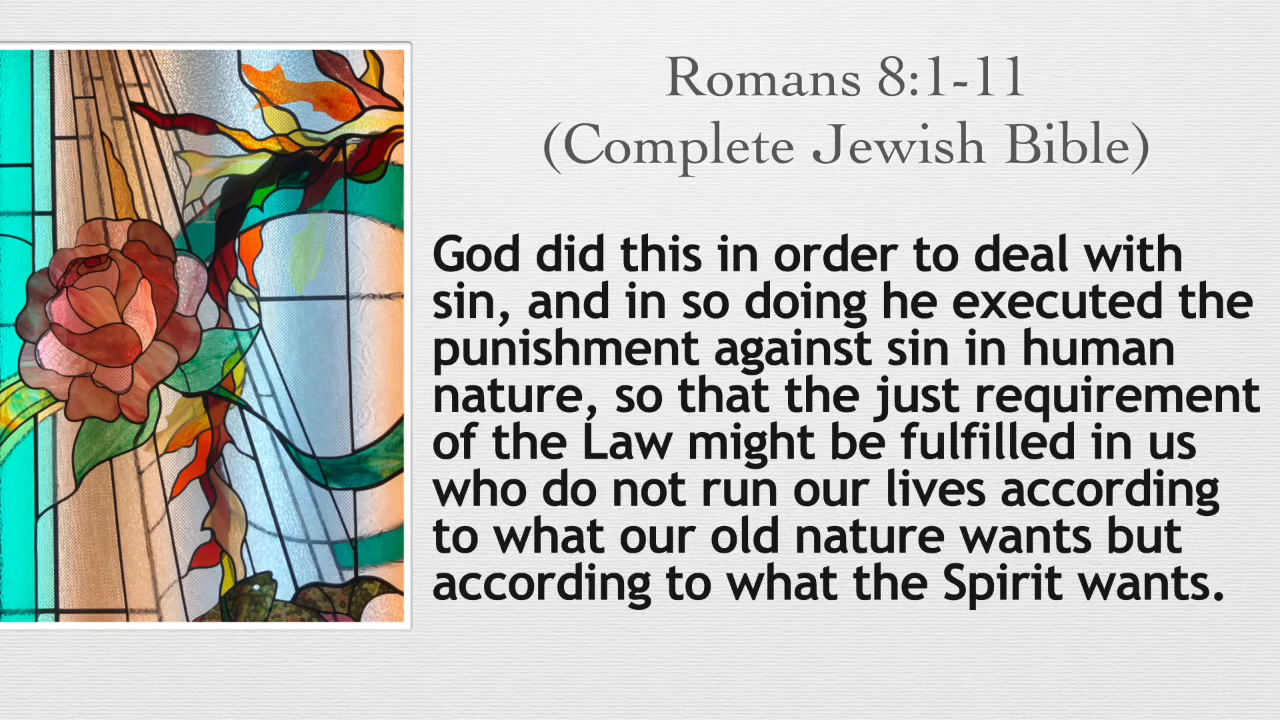 Romans 8:1-11
(Complete Jewish Bible)
God did this in order to deal with
sin, and in so doing he executed the
punishment against sin in human
nature, so that the just requirement
of the Law might be fulfilled in us
who do not run our lives according
to what our old nature wants but
according to what the Spirit wants.